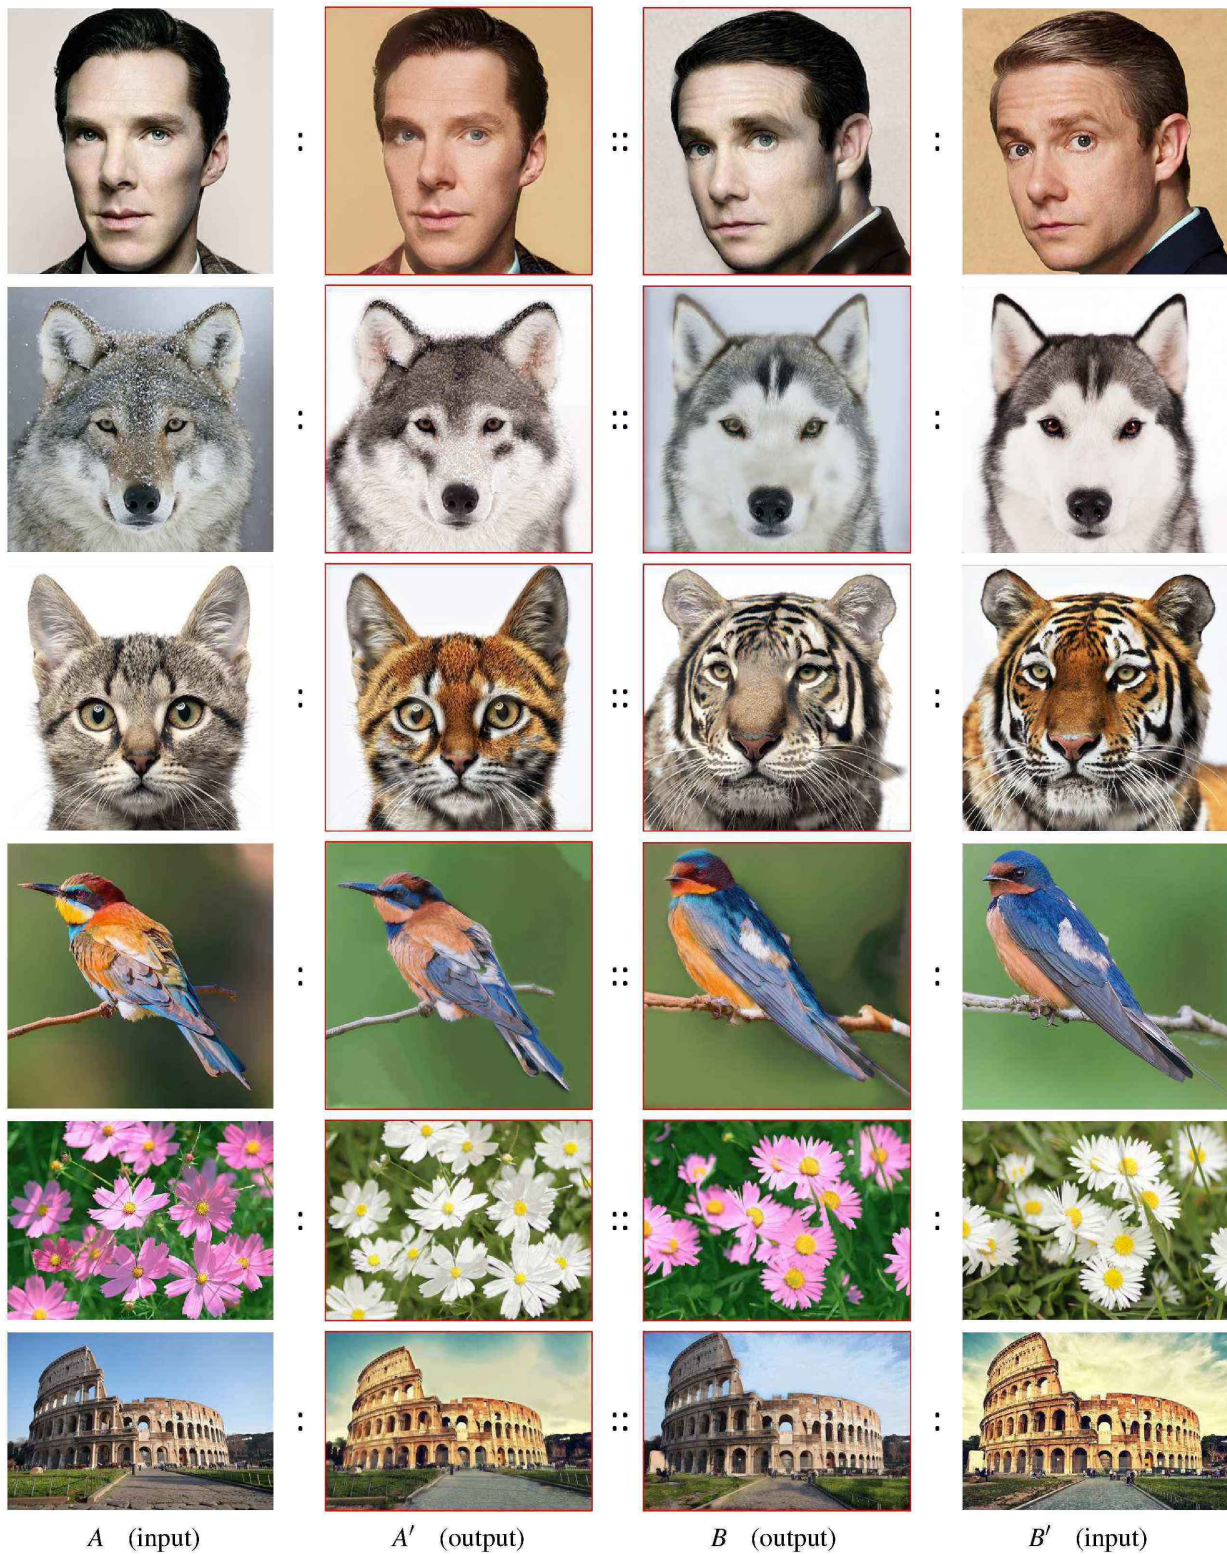 : :: :
: :: :
: :: :
: :: :
: :: :
: :: :
A (input) A′ (output) B (output) B′ (input)